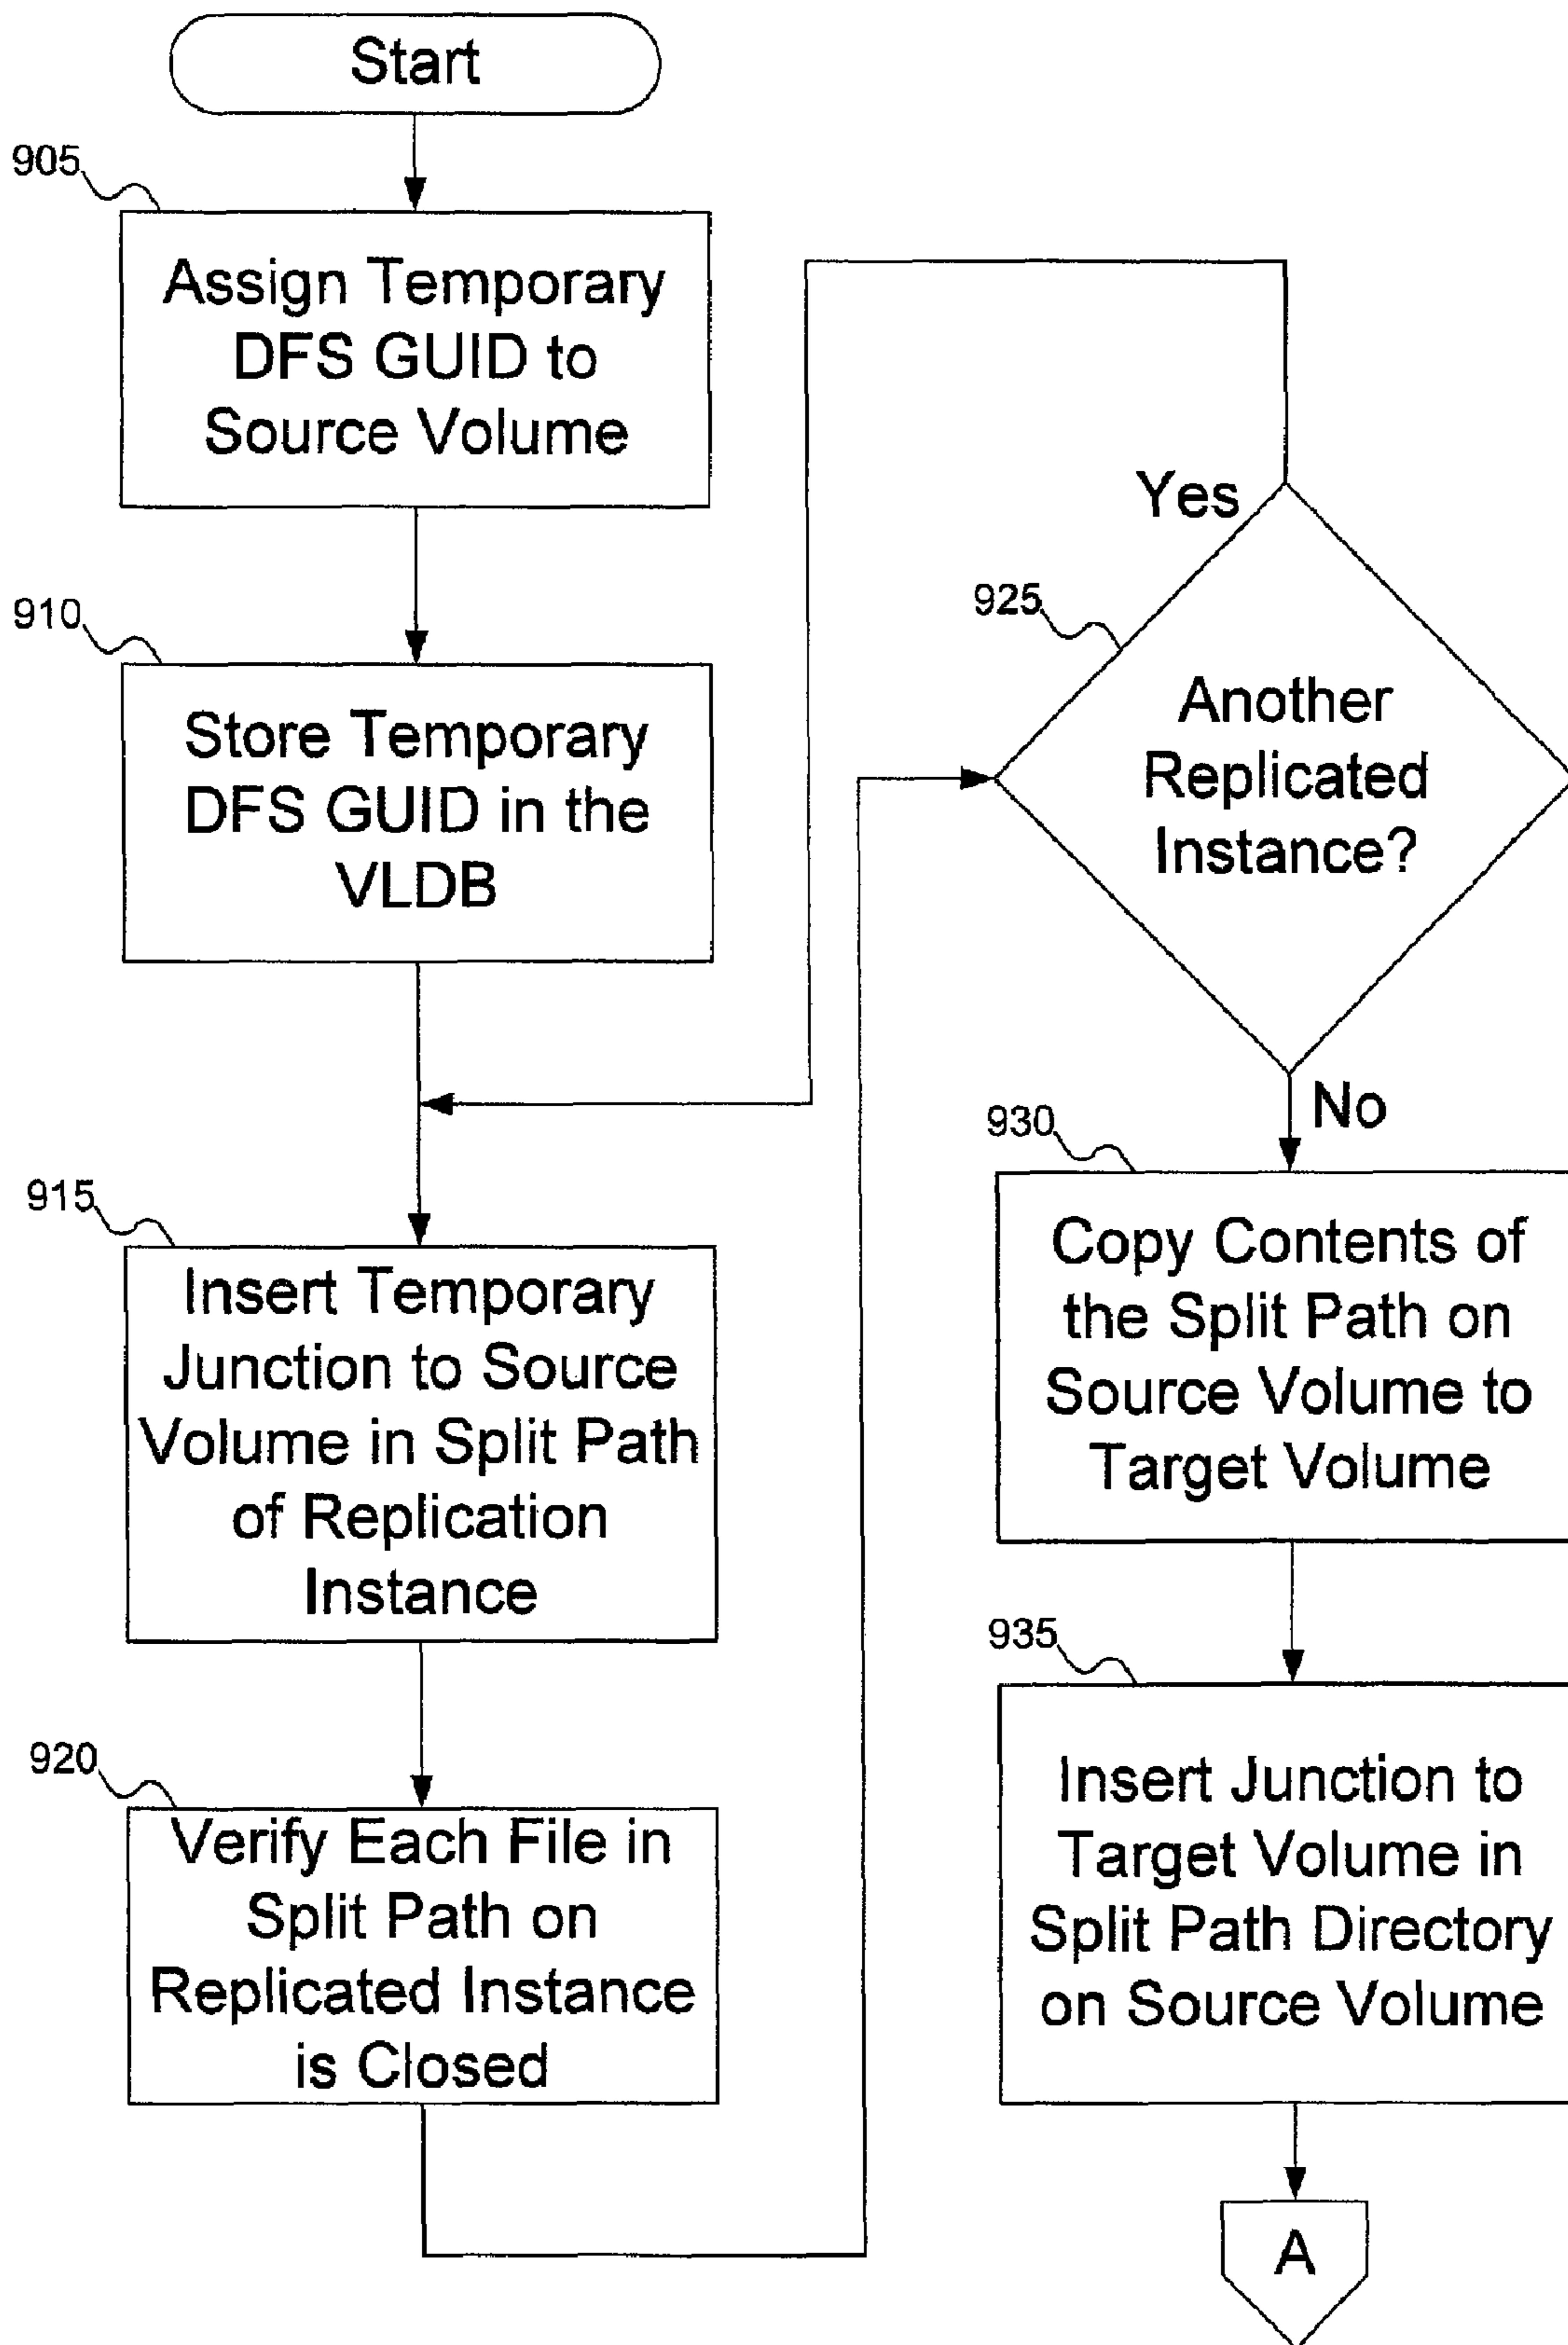 Start
905
Assign Temporary
DFS GUID to
Source Volume
910
Store Temporary
DFS GUID in the
VLDB
915
Insert Temporary
Junction to Source
Volume in Split Path
of Replication
Instance
920
Verify Each File in
Split Path on
Replicated Instance
is Closed
Yes
925
Another
Replicated
Instance?
No
930
Copy Contents of
the Split Path on
Source Volume to
Target Volume
935
Insert Junction to
Target Volume in
Split Path Directory
on Source Volume
A